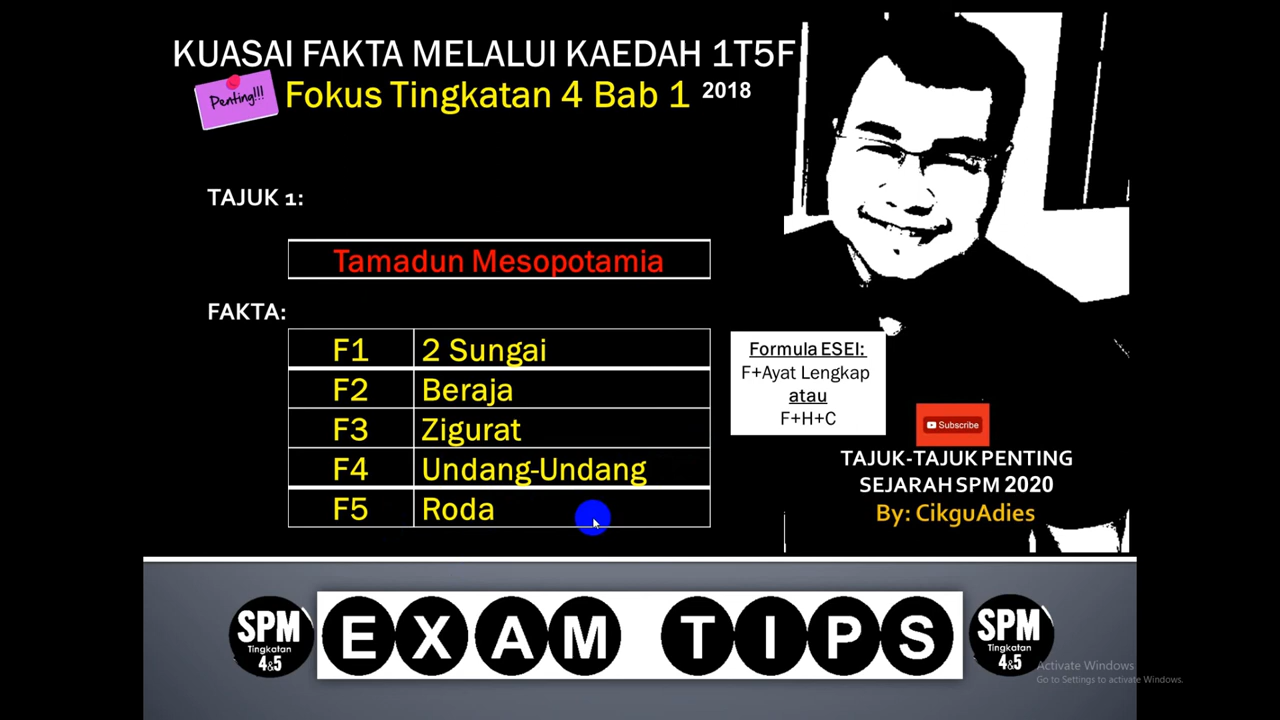 KUASAI FAKTA MELALUI KAEDAH 1T5F
Penting!!!
Fokus Tingkatan 4 Bab 1 2018
TAJUK 1:
Tamadun Mesopotamia
FAKTA:
F1 2 Sungai
F2 Beraja
F3 Zigurat
F4 Undang-Undang
F5 Roda
Formula ESEI:
F+Ayat Lengkap
atau
F+H+C
Subscribe
TAJUK-TAJUK PENTING
SEJARAH SPM 2020
By: CikguAdies
SPM
Tingkatan
4&5
EXAM TIPS
SPM
Tingkatan
4&5
Activate Windows
Go to Settings to activate Windows.